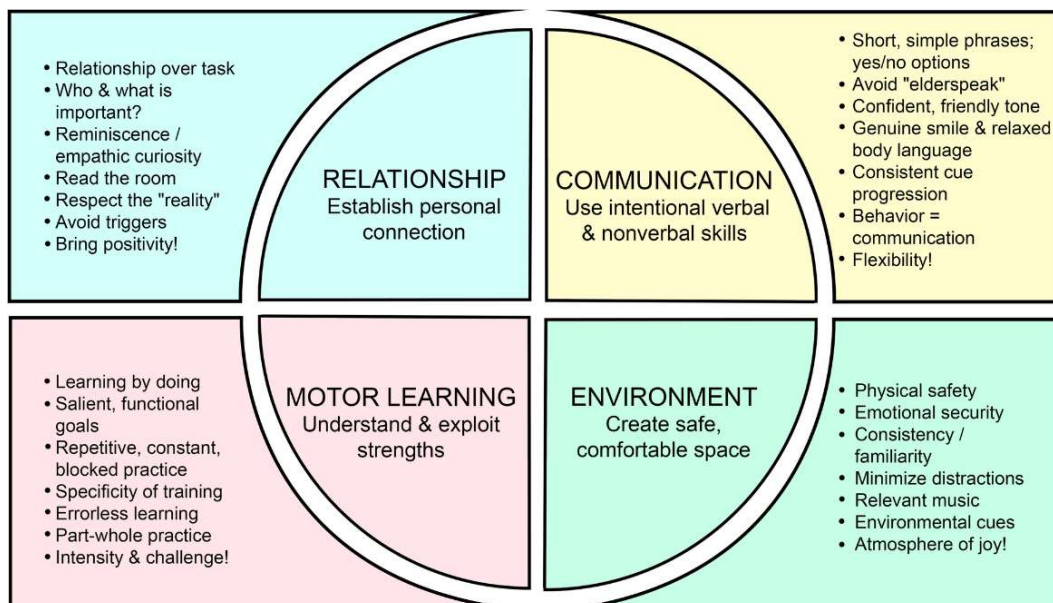 • Relationship over task
• Who & what is
important?
• Reminiscence /
empathic curiosity
• Read the room
• Respect the "reality"
• Avoid triggers
• Bring positivity!
RELATIONSHIP
Establish personal
connection
COMMUNICATION
Use intentional verbal
& nonverbal skills
• Short, simple phrases;
yes/no options
• Avoid "elderspeak"
• Confident, friendly tone
• Genuine smile & relaxed
body language
• Consistent cue
progression
• Behavior =
communication
• Flexibility!
• Learning by doing
• Salient, functional
goals
• Repetitive, constant,
blocked practice
• Specificity of training
• Errorless learning
• Part-whole practice
• Intensity & challenge!
MOTOR LEARNING
Understand & exploit
strengths
ENVIRONMENT
Create safe,
comfortable space
• Physical safety
• Emotional security
• Consistency /
familiarity
• Minimize distractions
• Relevant music
• Environmental cues
• Atmosphere of joy!